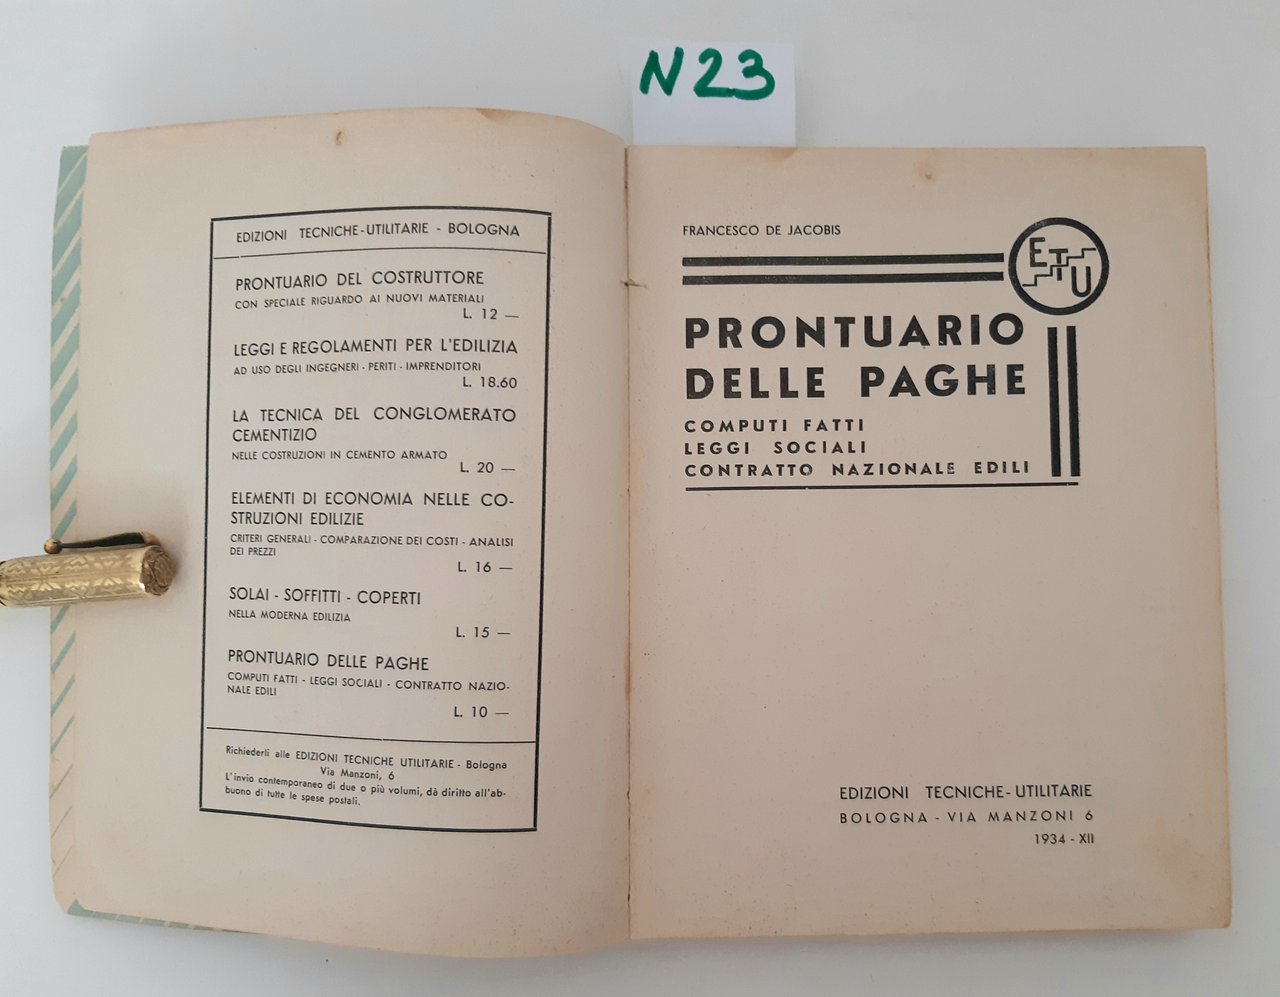 N23
EDIZIONI TECNICHE-UTILITARIE - BOLOGNA
PRONTUARIO DEL COSTRUTTORE
CON SPECIALE RIGUARDO AI NUOVI MATERIALI
L. 12 —
LEGGI E REGOLAMENTI PER L'EDILIZIA
AD USO DEGLI INGEGNERI - PERITI - IMPRENDITORI
L. 18.60
LA TECNICA DEL CONGLOMERATO
CEMENTIZIO
NELLE COSTRUZIONI IN CEMENTO ARMATO
L. 20 —
ELEMENTI DI ECONOMIA NELLE CO-
STRUZIONI EDILIZIE
CRITERI GENERALI - COMPARAZIONE DEI COSTI - ANALISI
DEI PREZZI
L. 16 —
SOLAI - SOFFITTI - COPERTI
NELLA MODERNA EDILIZIA
L. 15 —
PRONTUARIO DELLE PAGHE
COMPUTI FATTI - LEGGI SOCIALI - CONTRATTO NAZIO-
NALE EDILI
L. 10 —
Richiederli alle EDIZIONI TECNICHE UTILITARIE - Bologna
Via Manzoni, 6
L'invio contemporaneo di due o più volumi, dà diritto all'ab-
buono di tutte le spese postali.
FRANCESCO DE JACOBIS
ETU
PRONTUARIO
DELLE PAGHE
COMPUTI FATTI
LEGGI SOCIALI
CONTRATTO NAZIONALE EDILI
EDIZIONI TECNICHE-UTILITARIE
BOLOGNA - VIA MANZONI 6
1934 - XII